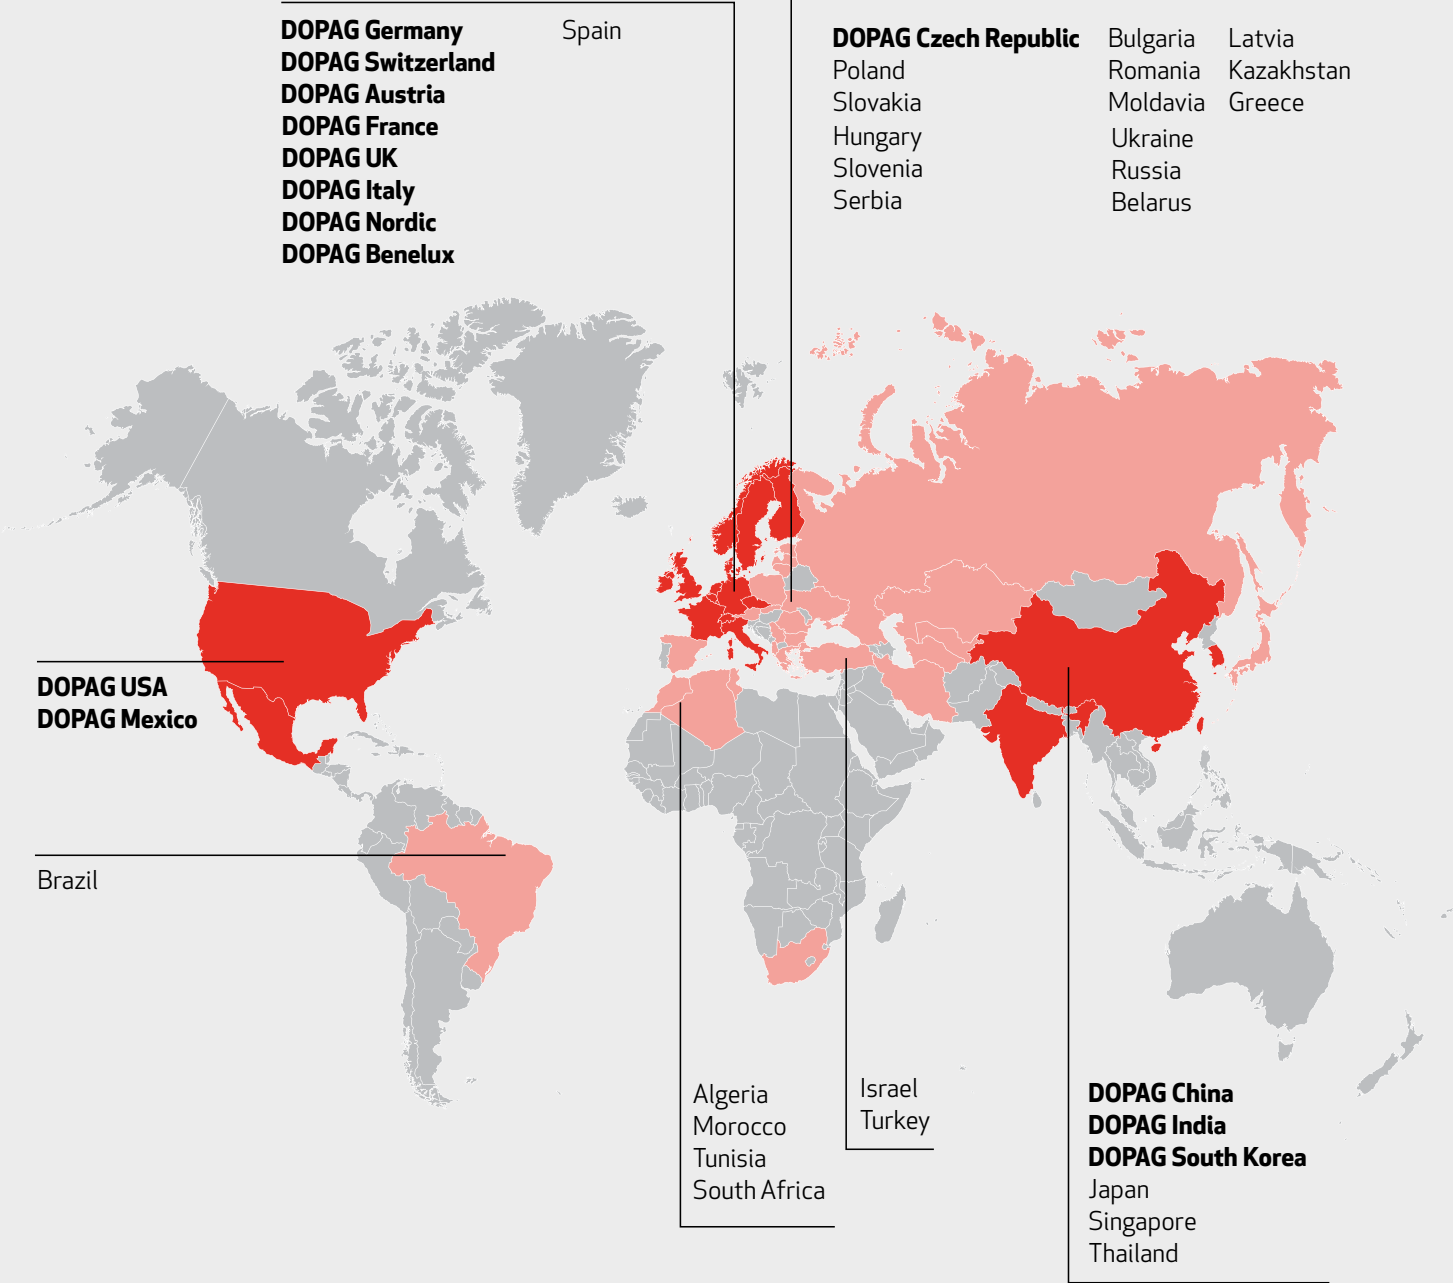 DOPAG Germany
DOPAG Switzerland
DOPAG Austria
DOPAG France
DOPAG UK
DOPAG Italy
DOPAG Nordic
DOPAG Benelux
Spain
DOPAG Czech Republic
Poland
Slovakia
Hungary
Slovenia
Serbia
Bulgaria
Romania
Moldavia
Ukraine
Russia
Belarus
Latvia
Kazakhstan
Greece
DOPAG USA
DOPAG Mexico
Brazil
Algeria
Morocco
Tunisia
South Africa
Israel
Turkey
DOPAG China
DOPAG India
DOPAG South Korea
Japan
Singapore
Thailand